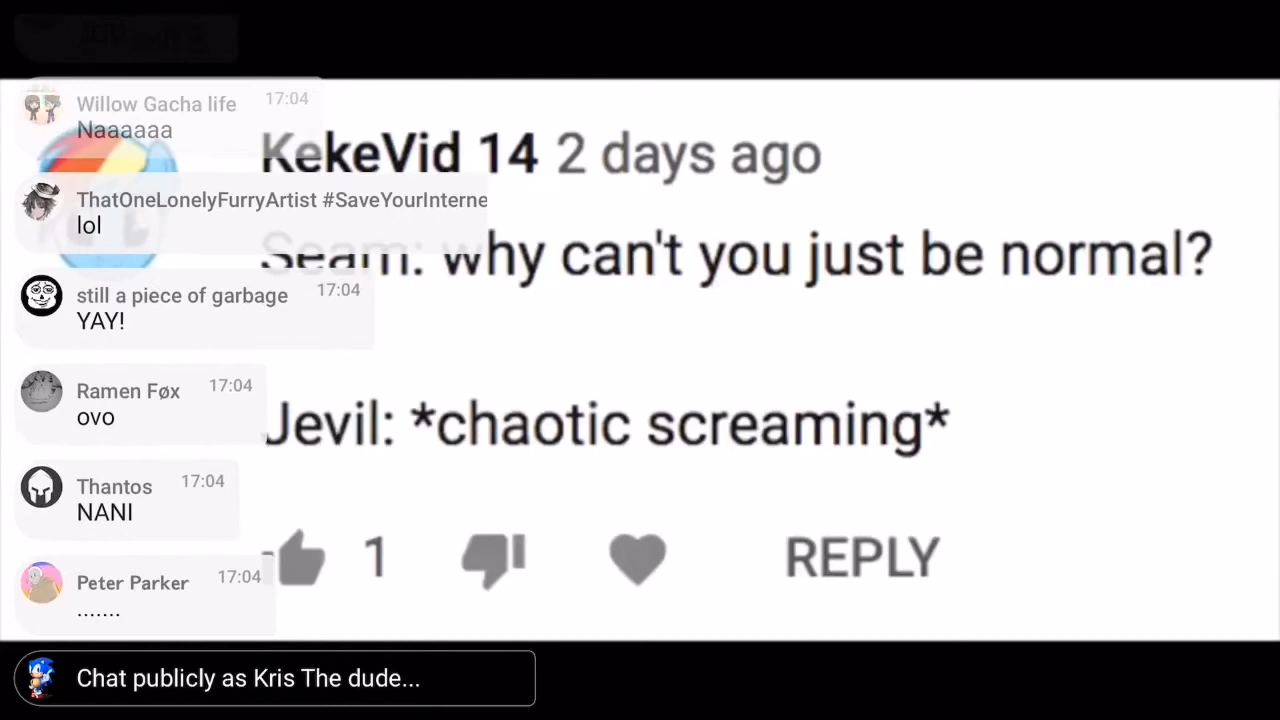 Willow Gacha life 17:04
Naaaaaa
KekeVid 14 2 days ago
ThatOneLonelyFurryArtist #SaveYourInterne
lol
Seam: why can't you just be normal?
still a piece of garbage 17:04
YAY!
Ramen Føx 17:04
ovo
Jevil: *chaotic screaming*
Thantos 17:04
NANI
1 REPLY
Peter Parker 17:04
.......
Chat publicly as Kris The dude...